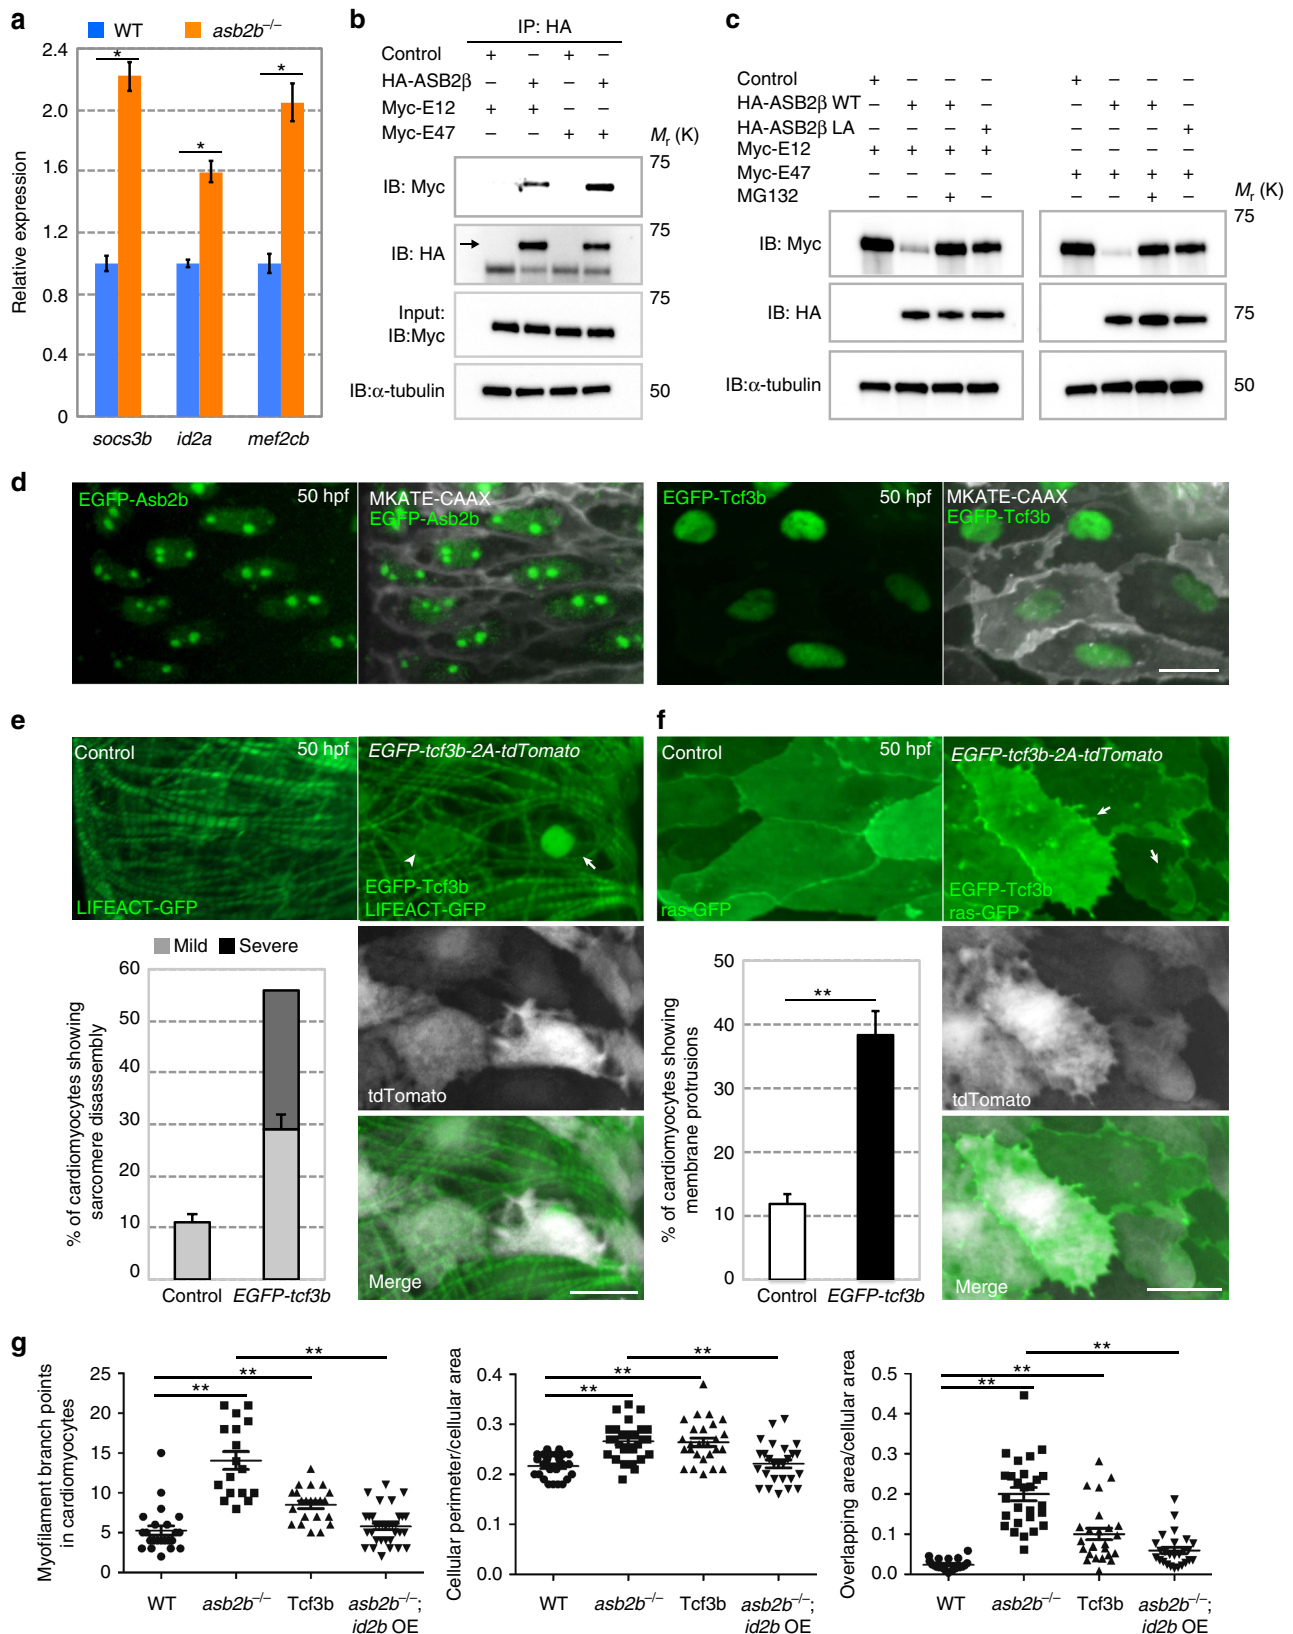 a
WT
asb2b–/–
2.4
2.0
1.6
1.2
0.8
0.4
0
Relative expression
*
*
*
socs3b
id2a
mef2cb
b
IP: HA
Control + – + –
HA-ASB2β – + – +
Myc-E12 + + – –
Myc-E47 – – + +
Mr (K)
IB: Myc
75
IB: HA
75
Input:
IB:Myc
75
IB:α-tubulin
50
c
Control + – – – + – – –
HA-ASB2β WT – + + – – + + –
HA-ASB2β LA – – – + – – – +
Myc-E12 + + + + – – – –
Myc-E47 – – – – + + + +
MG132 – – + – – – + –
Mr (K)
IB: Myc
75
IB: HA
75
IB:α-tubulin
50
d
EGFP-Asb2b
50 hpf
MKATE-CAAX
EGFP-Asb2b
EGFP-Tcf3b
50 hpf
MKATE-CAAX
EGFP-Tcf3b
e
Control
50 hpf
LIFEACT-GFP
EGFP-tcf3b-2A-tdTomato
EGFP-Tcf3b
LIFEACT-GFP
Mild
Severe
60
50
40
30
20
10
0
% of cardiomyocytes showing
sarcomere disassembly
Control
EGFP-tcf3b
tdTomato
Merge
f
Control
50 hpf
ras-GFP
EGFP-tcf3b-2A-tdTomato
EGFP-Tcf3b
ras-GFP
50
40
30
20
10
0
% of cardiomyocytes showing
membrane protrusions
**
Control
EGFP-tcf3b
tdTomato
Merge
g
Myofilament branch points
in cardiomyocytes
25
20
15
10
5
0
**
**
**
WT
asb2b–/–
Tcf3b
asb2b–/–;
id2b OE
Cellular perimeter/cellular area
0.4
0.3
0.2
0.1
0.0
**
**
**
WT
asb2b–/–
Tcf3b
asb2b–/–;
id2b OE
Overlapping area/cellular area
0.5
0.4
0.3
0.2
0.1
0.0
**
**
**
WT
asb2b–/–
Tcf3b
asb2b–/–;
id2b OE